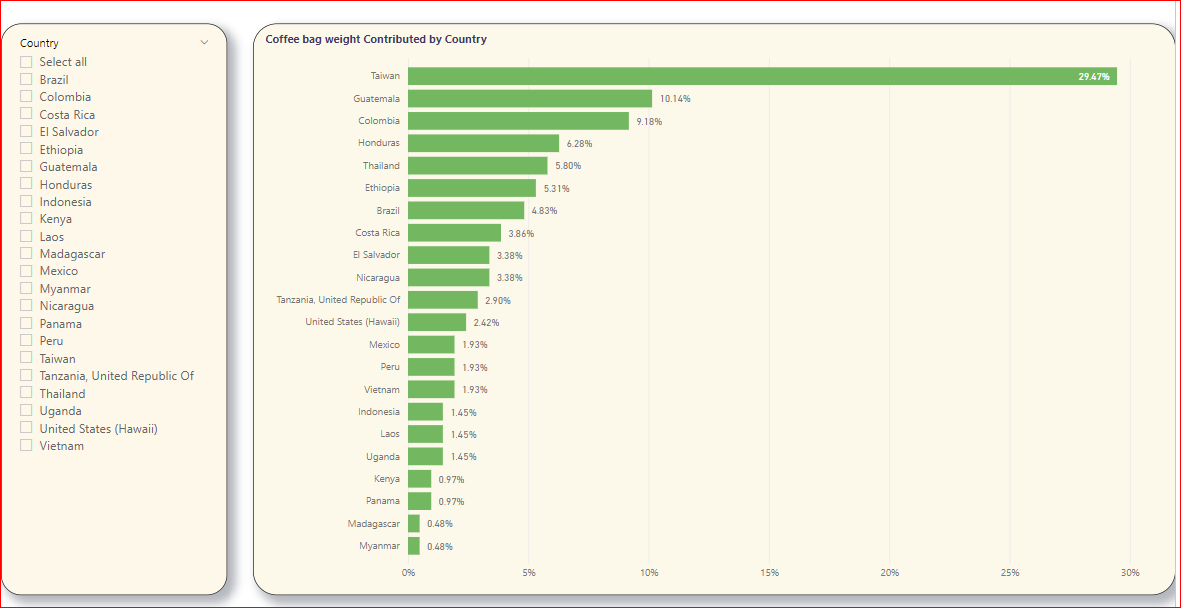 Country
Select all
Brazil
Colombia
Costa Rica
El Salvador
Ethiopia
Guatemala
Honduras
Indonesia
Kenya
Laos
Madagascar
Mexico
Myanmar
Nicaragua
Panama
Peru
Taiwan
Tanzania, United Republic Of
Thailand
Uganda
United States (Hawaii)
Vietnam
Coffee bag weight Contributed by Country
Taiwan 29.47%
Guatemala 10.14%
Colombia 9.18%
Honduras 6.28%
Thailand 5.80%
Ethiopia 5.31%
Brazil 4.83%
Costa Rica 3.86%
El Salvador 3.38%
Nicaragua 3.38%
Tanzania, United Republic Of 2.90%
United States (Hawaii) 2.42%
Mexico 1.93%
Peru 1.93%
Vietnam 1.93%
Indonesia 1.45%
Laos 1.45%
Uganda 1.45%
Kenya 0.97%
Panama 0.97%
Madagascar 0.48%
Myanmar 0.48%
0% 5% 10% 15% 20% 25% 30%